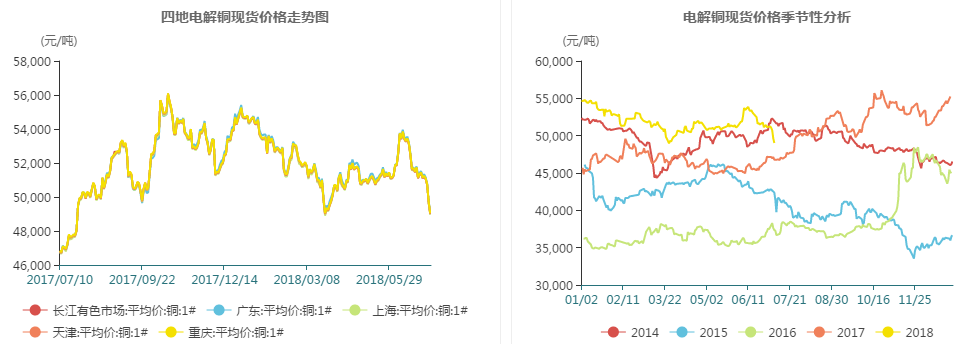 四地电解铜现货价格走势图
(元/吨)
58,000
56,000
54,000
52,000
50,000
48,000
46,000
2017/07/10 2017/09/22 2017/12/14 2018/03/08 2018/05/29
长江有色市场:平均价:铜:1# 广东:平均价:铜:1# 上海:平均价:铜:1#
天津:平均价:铜:1# 重庆:平均价:铜:1#
电解铜现货价格季节性分析
(元/吨)
60,000
55,000
50,000
45,000
40,000
35,000
30,000
01/02 02/11 03/22 05/02 06/11 07/21 08/30 10/16 11/25
2014 2015 2016 2017 2018